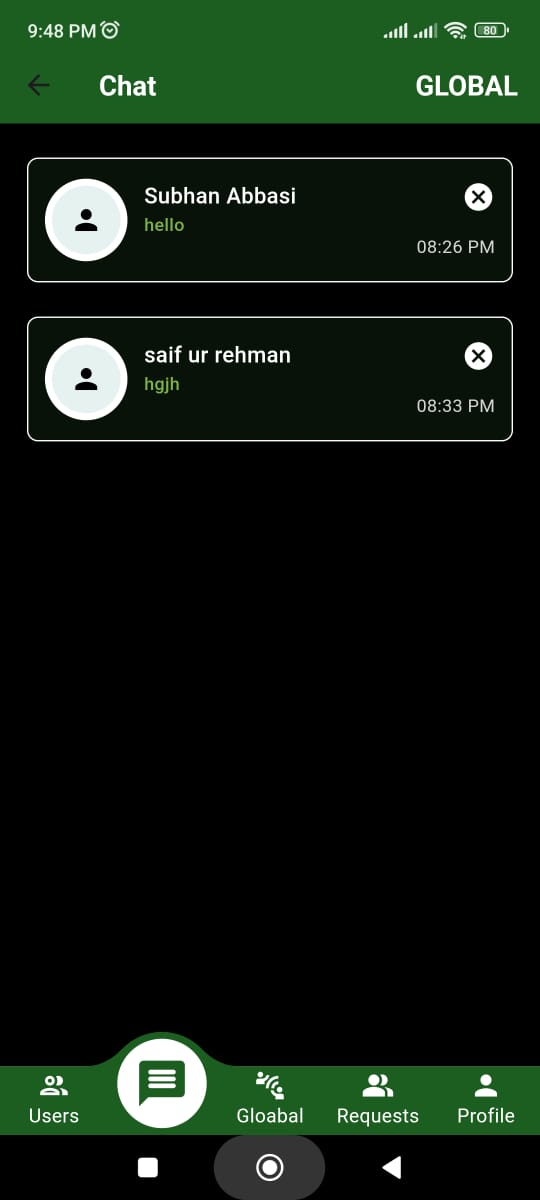 9:48 PM
80
Chat
GLOBAL
Subhan Abbasi
hello
08:26 PM
saif ur rehman
hgjh
08:33 PM
Users
Gloabal
Requests
Profile